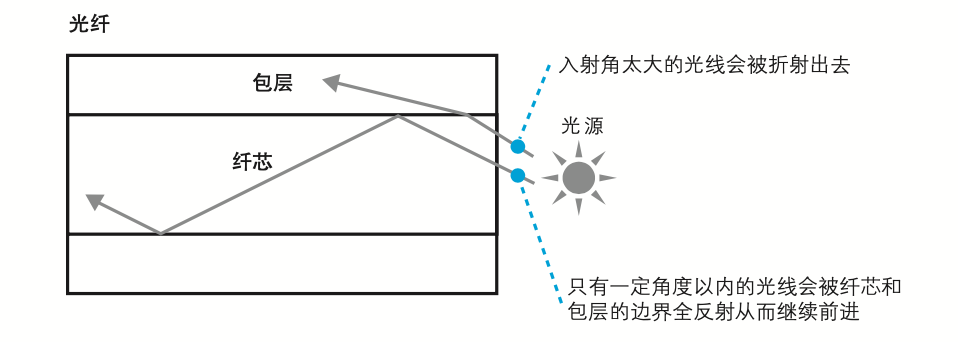 光纤
入射角太大的光线会被折射出去
包层
光源
纤芯
只有一定角度以内的光线会被纤芯和
包层的边界全反射从而继续前进